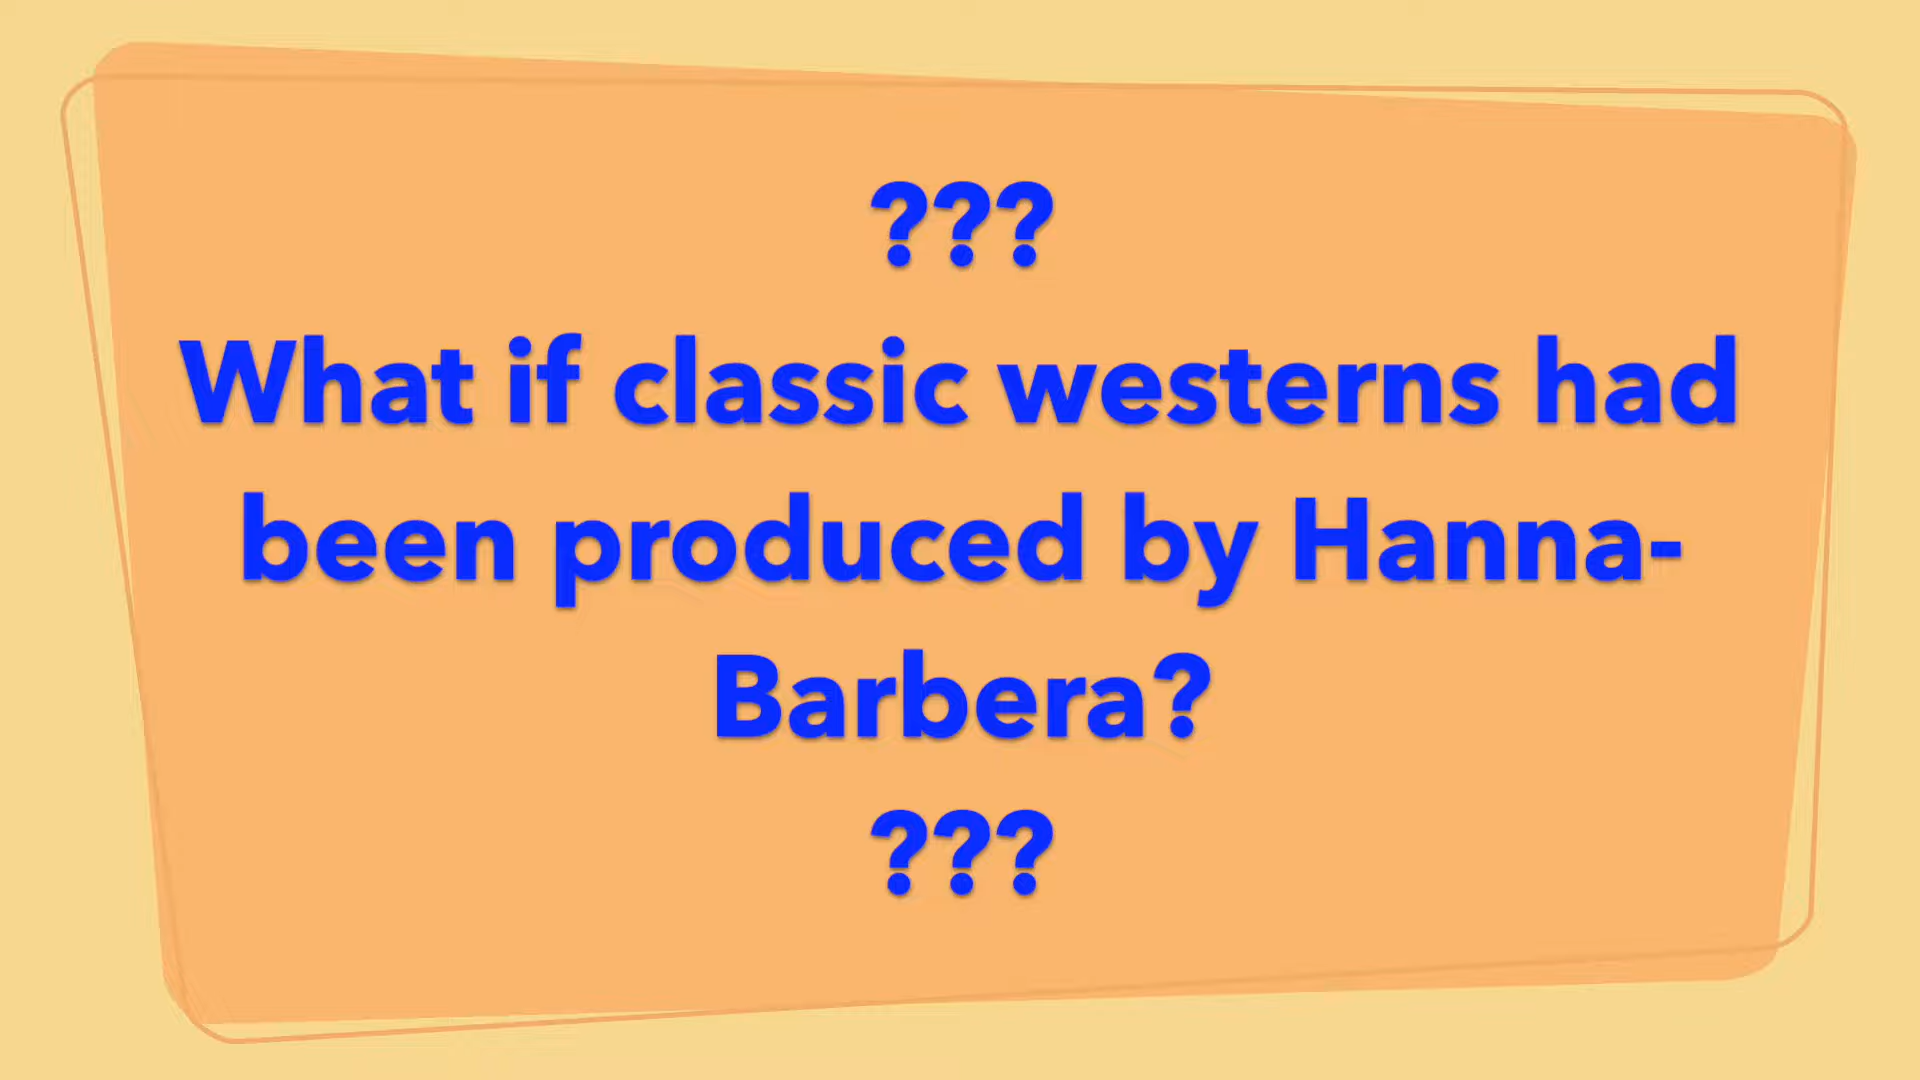 ???
What if classic westerns had
been produced by Hanna-
Barbera?
???